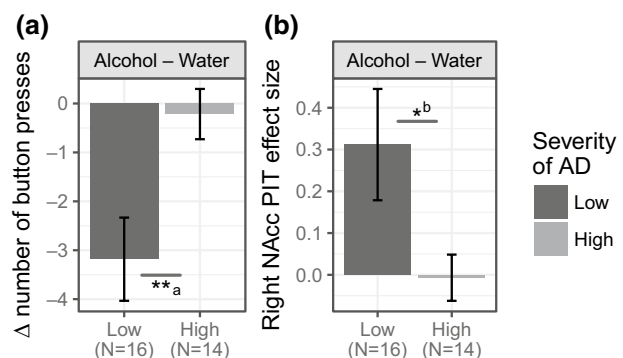 (a)
Alcohol – Water
Δ number of button presses
0
−1
−2
−3
−4
**a
Low
(N=16)
High
(N=14)
(b)
Alcohol – Water
Right NAcc PIT effect size
0.4
0.3
0.2
0.1
0.0
*b
Low
(N=16)
High
(N=14)
Severity
of AD
Low
High